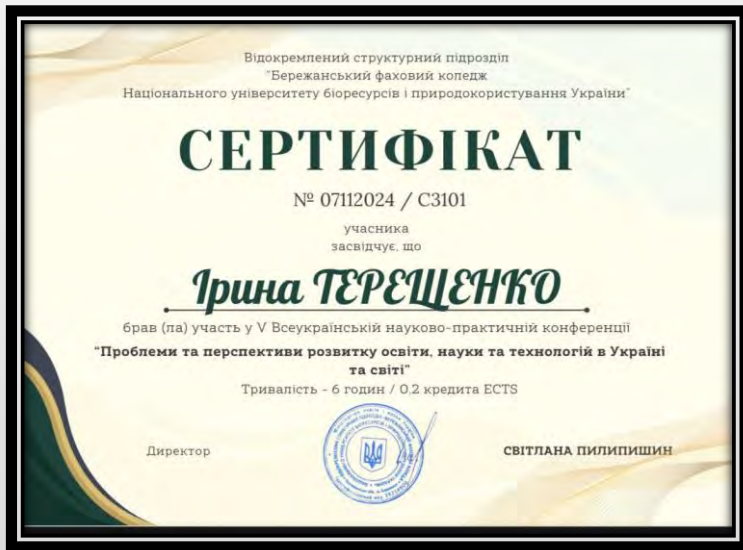 Відокремлений структурний підрозділ
"Бережанський фаховий коледж
Національного університету біоресурсів і природокористування України"
СЕРТИФІКАТ
№ 07112024 / С3101
учасника
засвідчує, що
Ірина ТЕРЕЩЕНКО
брав (ла) участь у V Всеукраїнській науково-практичній конференції
"Проблеми та перспективи розвитку освіти, науки та технологій в Україні
та світі"
Тривалість - 6 годин / 0,2 кредита ECTS
Директор
СВІТЛАНА ПИЛИПИШИН